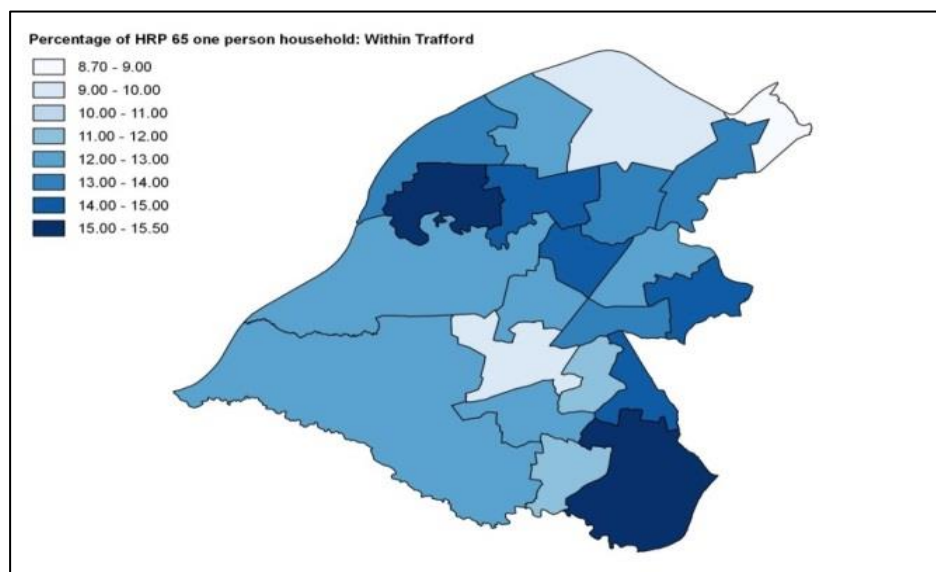 Percentage of HRP 65 one person household: Within Trafford
8.70 - 9.00
9.00 - 10.00
10.00 - 11.00
11.00 - 12.00
12.00 - 13.00
13.00 - 14.00
14.00 - 15.00
15.00 - 15.50